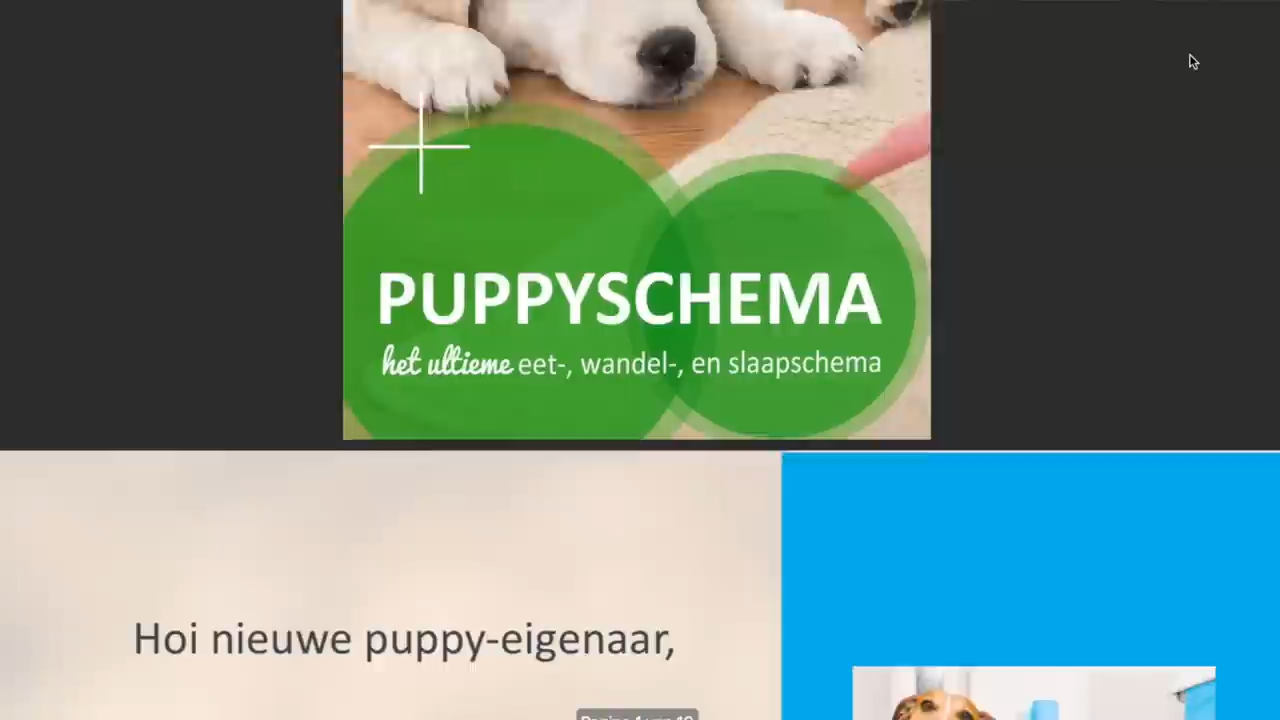 PUPPYSCHEMA
het ultieme eet-, wandel-, en slaapschema
Hoi nieuwe puppy-eigenaar,